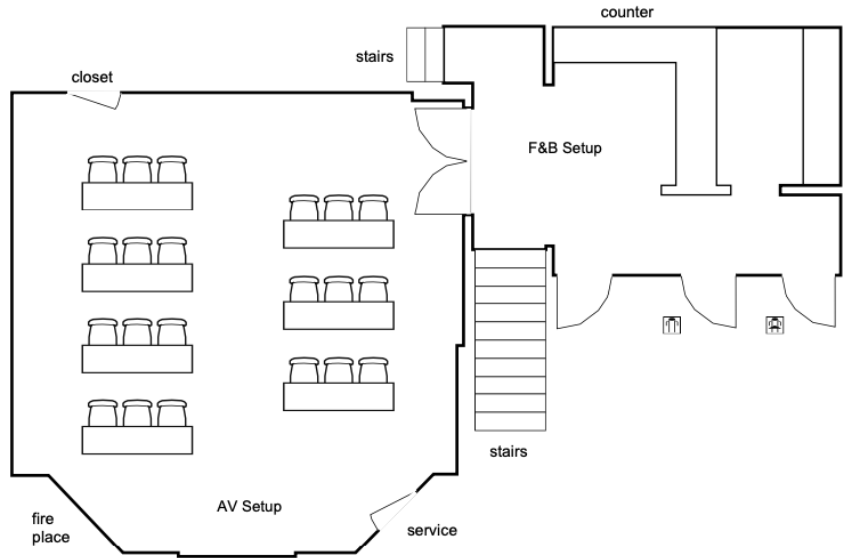 counter
stairs
closet
F&B Setup
stairs
AV Setup
fire
place
service